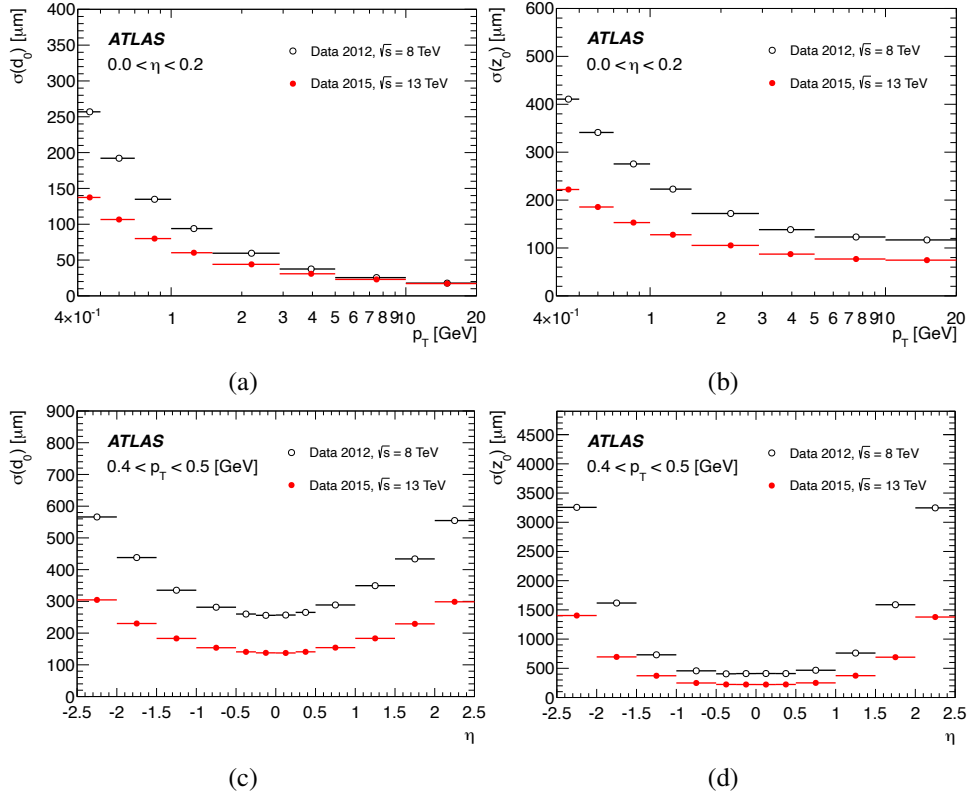 σ(d₀) [μm]
400
350
300
250
200
150
100
50
0
ATLAS
0.0 < η < 0.2
Data 2012, √s = 8 TeV
Data 2015, √s = 13 TeV
4×10⁻¹ 1 2 3 4 5 6 7 8 9 10 20
p_T [GeV]
(a)
σ(z₀) [μm]
600
500
400
300
200
100
0
ATLAS
0.0 < η < 0.2
Data 2012, √s = 8 TeV
Data 2015, √s = 13 TeV
4×10⁻¹ 1 2 3 4 5 6 7 8 9 10 20
p_T [GeV]
(b)
σ(d₀) [μm]
900
800
700
600
500
400
300
200
100
0
ATLAS
0.4 < p_T < 0.5 [GeV]
Data 2012, √s = 8 TeV
Data 2015, √s = 13 TeV
-2.5 -2 -1.5 -1 -0.5 0 0.5 1 1.5 2 2.5
η
(c)
σ(z₀) [μm]
4500
4000
3500
3000
2500
2000
1500
1000
500
0
ATLAS
0.4 < p_T < 0.5 [GeV]
Data 2012, √s = 8 TeV
Data 2015, √s = 13 TeV
-2.5 -2 -1.5 -1 -0.5 0 0.5 1 1.5 2 2.5
η
(d)